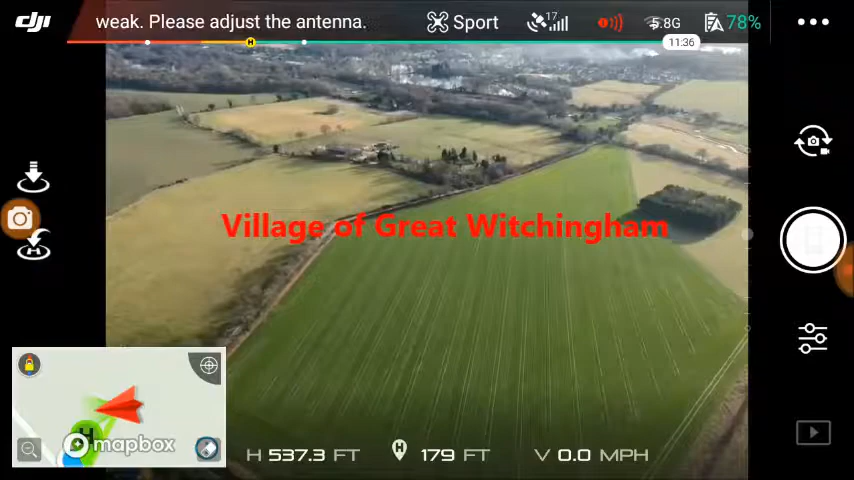 dji
weak. Please adjust the antenna.
Sport
17
5.8G
78%
11:36
H
Village of Great Witchingham
H
mapbox
H 537.3 FT
H 179 FT
V 0.0 MPH